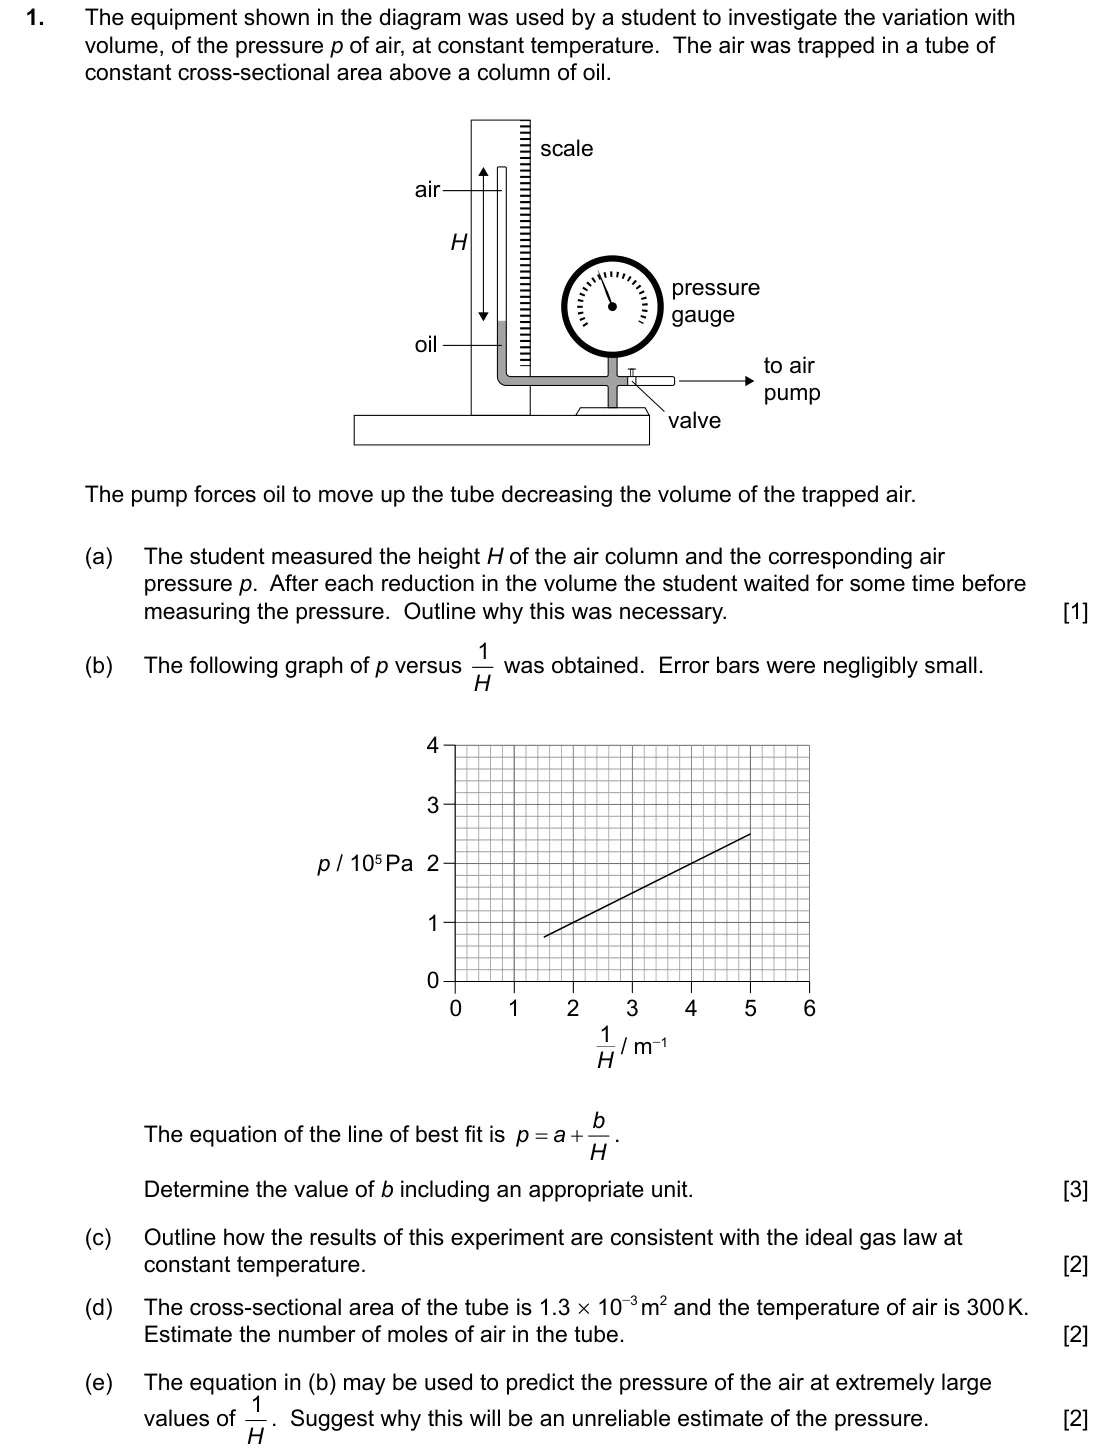 1. The equipment shown in the diagram was used by a student to investigate the variation with
volume, of the pressure p of air, at constant temperature. The air was trapped in a tube of
constant cross-sectional area above a column of oil.
scale
air
H
pressure
gauge
oil
to air
pump
valve
The pump forces oil to move up the tube decreasing the volume of the trapped air.
(a) The student measured the height H of the air column and the corresponding air
pressure p. After each reduction in the volume the student waited for some time before
measuring the pressure. Outline why this was necessary. [1]
(b) The following graph of p versus 1/H was obtained. Error bars were negligibly small.
4
3
p / 10⁵ Pa 2
1
0
0 1 2 3 4 5 6
1/H / m⁻¹
The equation of the line of best fit is p = a + b/H.
Determine the value of b including an appropriate unit. [3]
(c) Outline how the results of this experiment are consistent with the ideal gas law at
constant temperature. [2]
(d) The cross-sectional area of the tube is 1.3 × 10⁻³ m² and the temperature of air is 300 K.
Estimate the number of moles of air in the tube. [2]
(e) The equation in (b) may be used to predict the pressure of the air at extremely large
values of 1/H. Suggest why this will be an unreliable estimate of the pressure. [2]